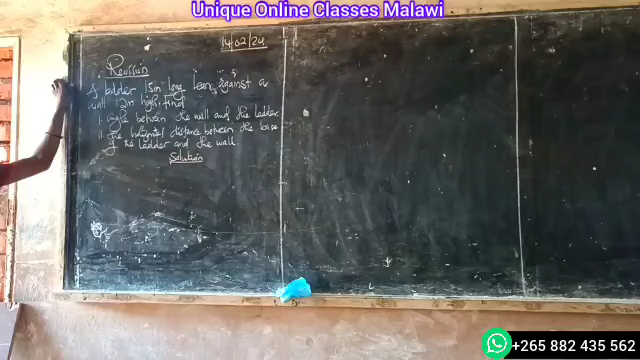 Unique Online Classes Malawi
14/02/24
Revision
A ladder 15m long leans against a
wall 12m high, find
i. angle between the wall and the ladder.
ii. the horizontal distance between the base
of the ladder and the wall.
Solution
+265 882 435 562